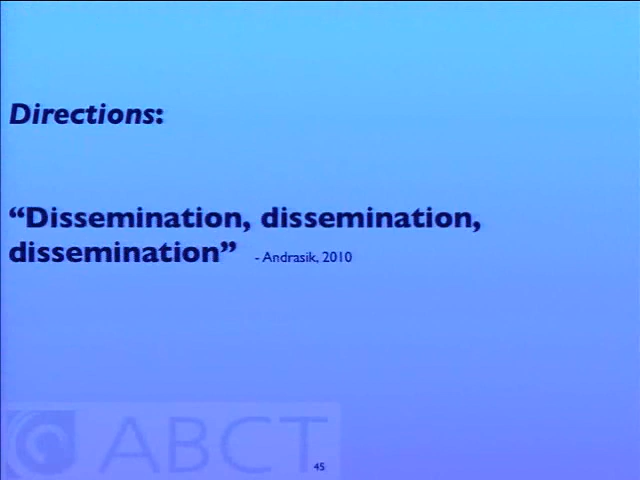 Directions:
“Dissemination, dissemination,
dissemination” - Andrasik, 2010
ABCT
45